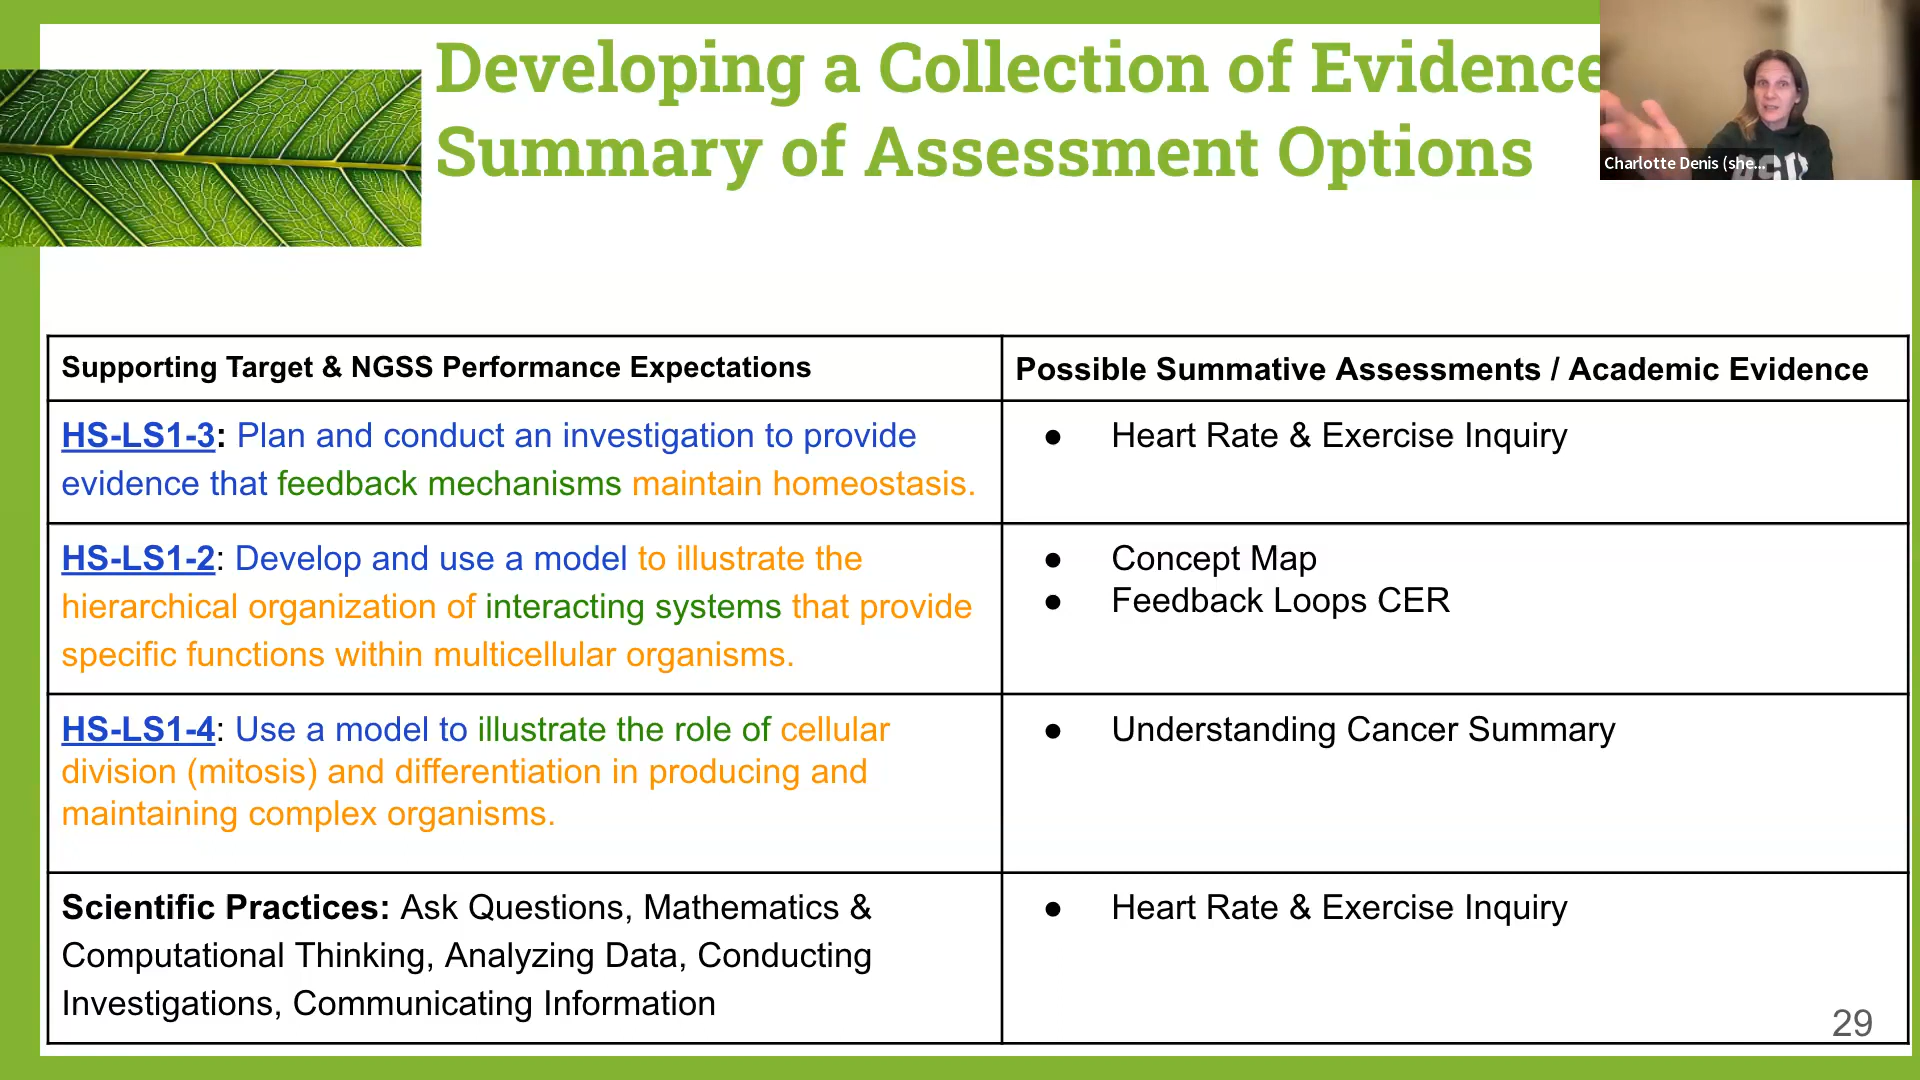 Developing a Collection of Evidence
Summary of Assessment Options
Charlotte Denis (she...
Supporting Target & NGSS Performance Expectations
Possible Summative Assessments / Academic Evidence
HS-LS1-3: Plan and conduct an investigation to provide
evidence that feedback mechanisms maintain homeostasis.
● Heart Rate & Exercise Inquiry
HS-LS1-2: Develop and use a model to illustrate the
hierarchical organization of interacting systems that provide
specific functions within multicellular organisms.
● Concept Map
● Feedback Loops CER
HS-LS1-4: Use a model to illustrate the role of cellular
division (mitosis) and differentiation in producing and
maintaining complex organisms.
● Understanding Cancer Summary
Scientific Practices: Ask Questions, Mathematics &
Computational Thinking, Analyzing Data, Conducting
Investigations, Communicating Information
● Heart Rate & Exercise Inquiry
29